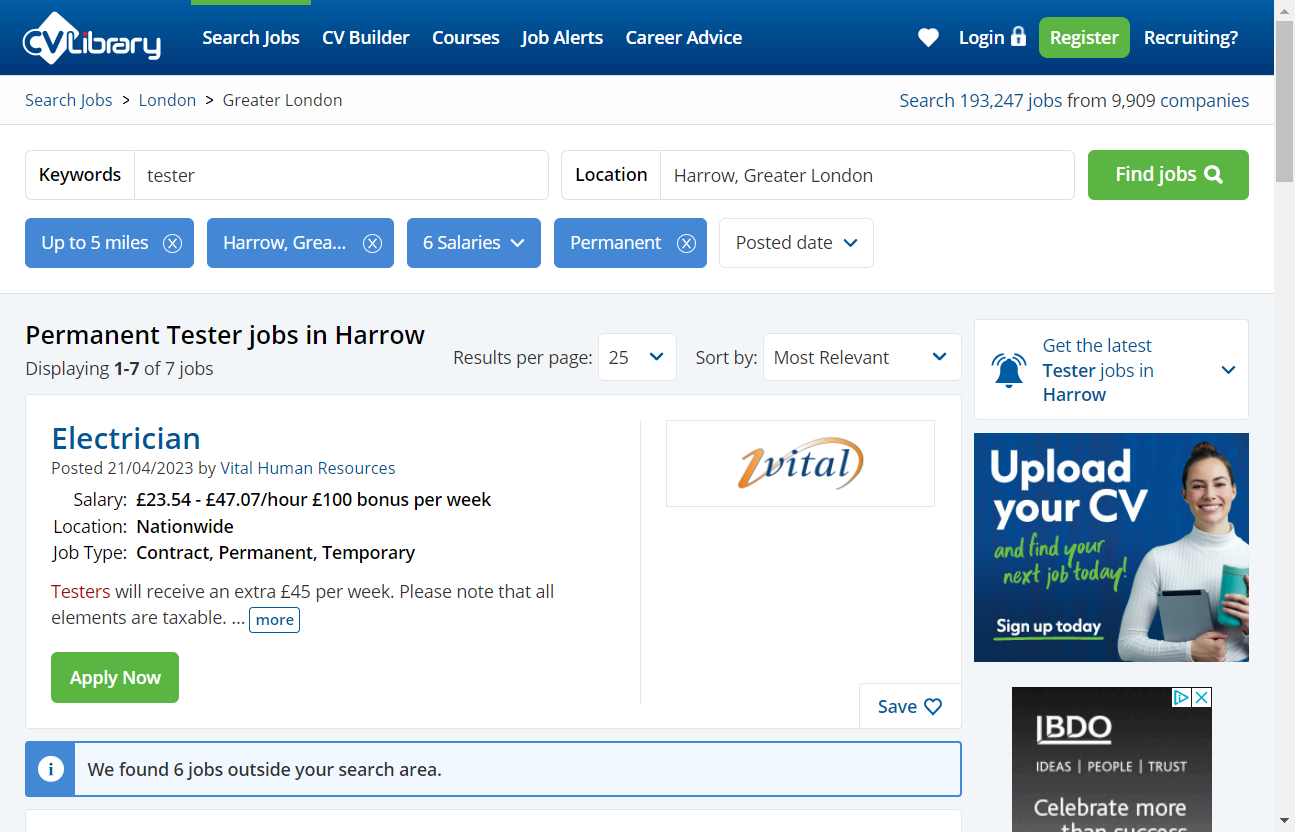 CVLibrary
Search Jobs CV Builder Courses Job Alerts Career Advice Login Register Recruiting?
Search Jobs > London > Greater London
Search 193,247 jobs from 9,909 companies
Keywords tester Location Harrow, Greater London Find jobs
Up to 5 miles Harrow, Grea... 6 Salaries Permanent Posted date
Permanent Tester jobs in Harrow
Displaying 1-7 of 7 jobs
Results per page: 25 Sort by: Most Relevant
Electrician
Posted 21/04/2023 by Vital Human Resources
Salary: £23.54 - £47.07/hour £100 bonus per week
Location: Nationwide
Job Type: Contract, Permanent, Temporary
Testers will receive an extra £45 per week. Please note that all
elements are taxable. ... more
Apply Now
vital
Save
i We found 6 jobs outside your search area.
Get the latest
Tester jobs in
Harrow
Upload
your CV
and find your
next job today!
Sign up today
BDO
IDEAS | PEOPLE | TRUST
Celebrate more
than success